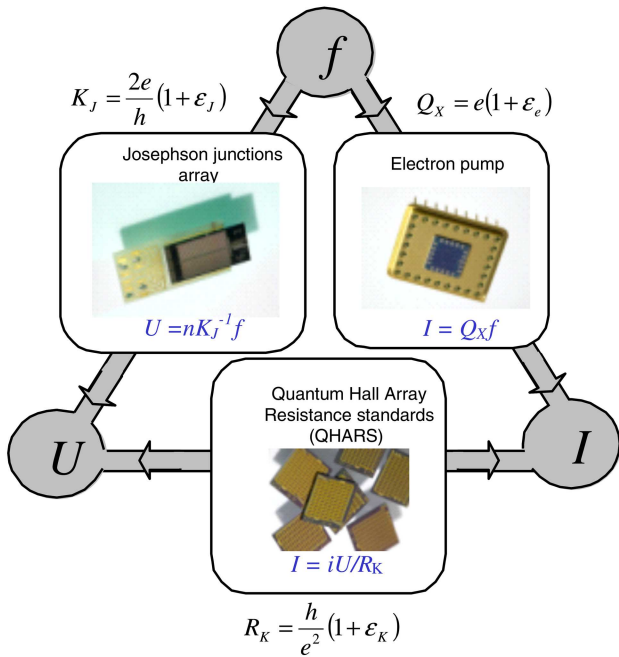 f
K_J = 2e/h (1 + ε_J)
Q_X = e(1 + ε_e)
Josephson junctions
array
U =nK_J^-1 f
Electron pump
I = Q_X f
Quantum Hall Array
Resistance standards
(QHARS)
I = iU/R_K
U
I
R_K = h/e^2 (1 + ε_K)